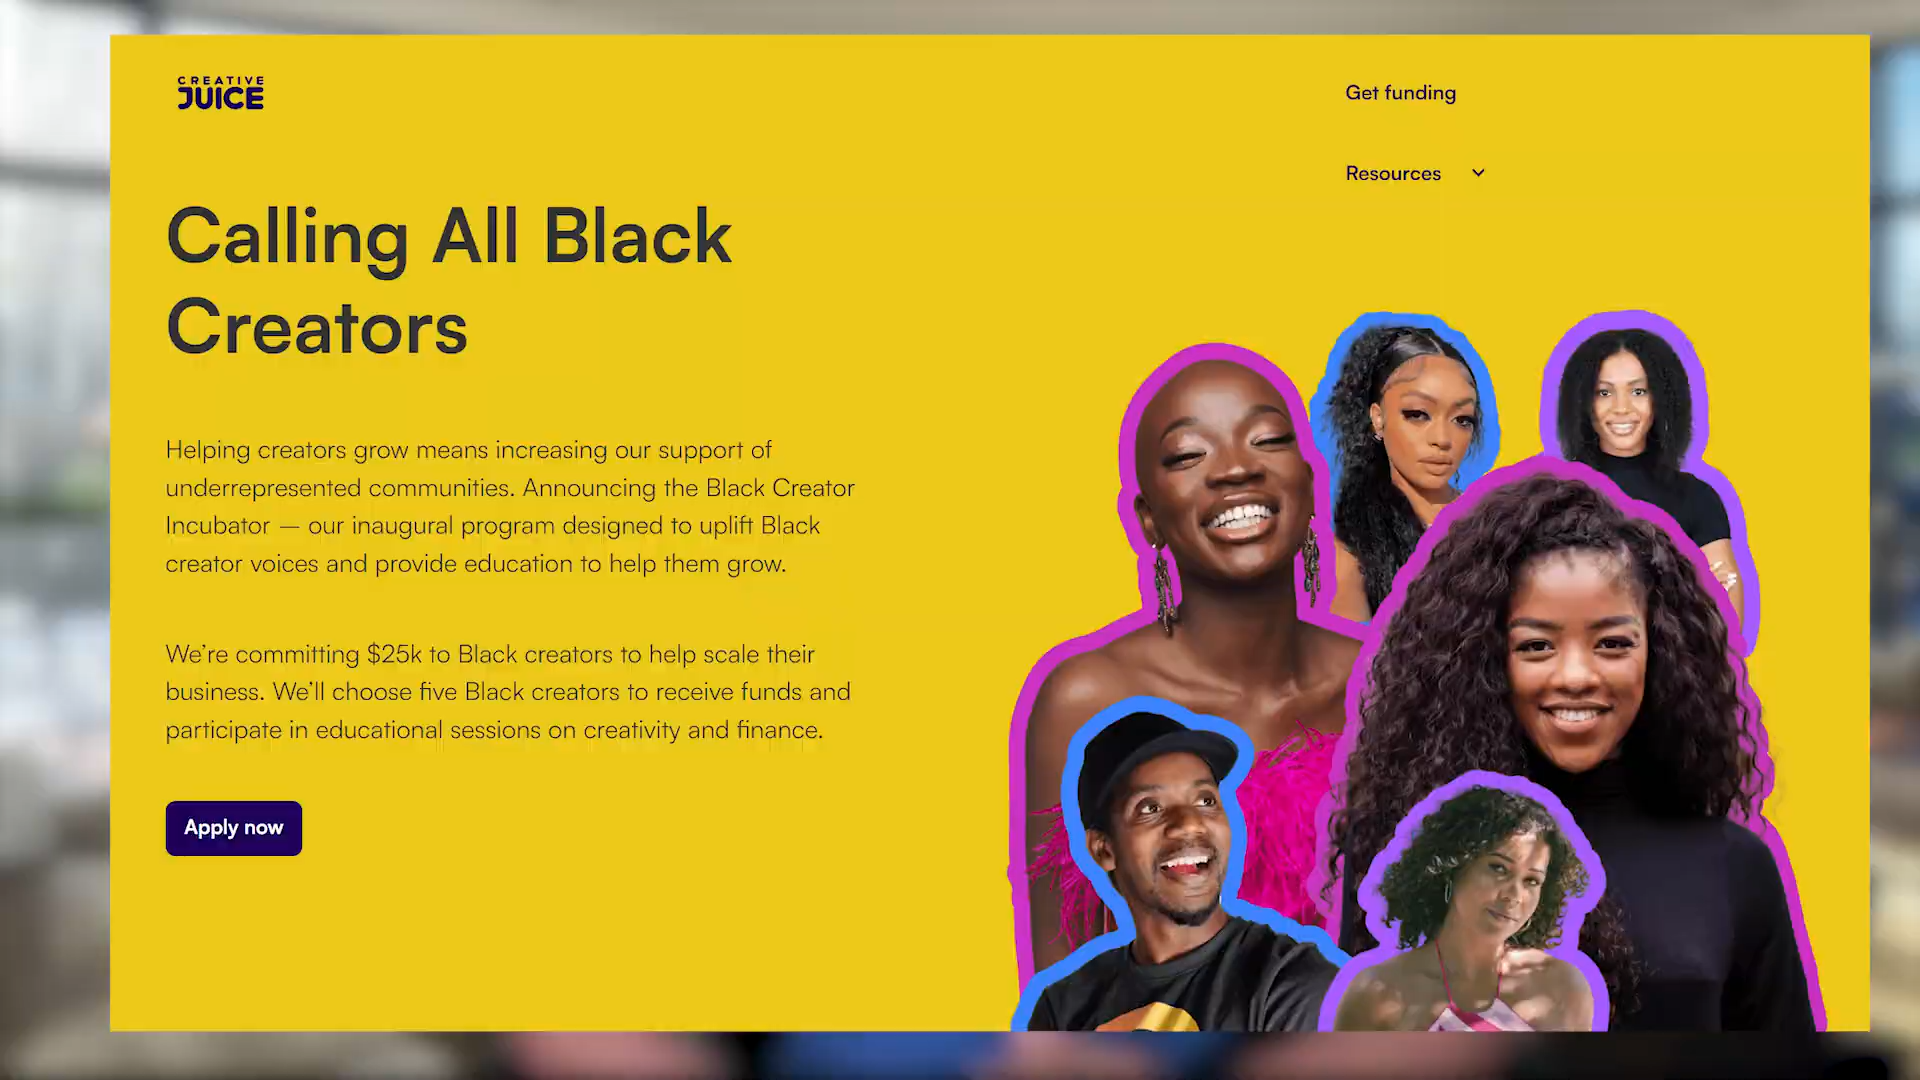 CREATIVE
JUICE
Get funding
Resources
Calling All Black
Creators
Helping creators grow means increasing our support of
underrepresented communities. Announcing the Black Creator
Incubator — our inaugural program designed to uplift Black
creator voices and provide education to help them grow.
We’re committing $25k to Black creators to help scale their
business. We’ll choose five Black creators to receive funds and
participate in educational sessions on creativity and finance.
Apply now